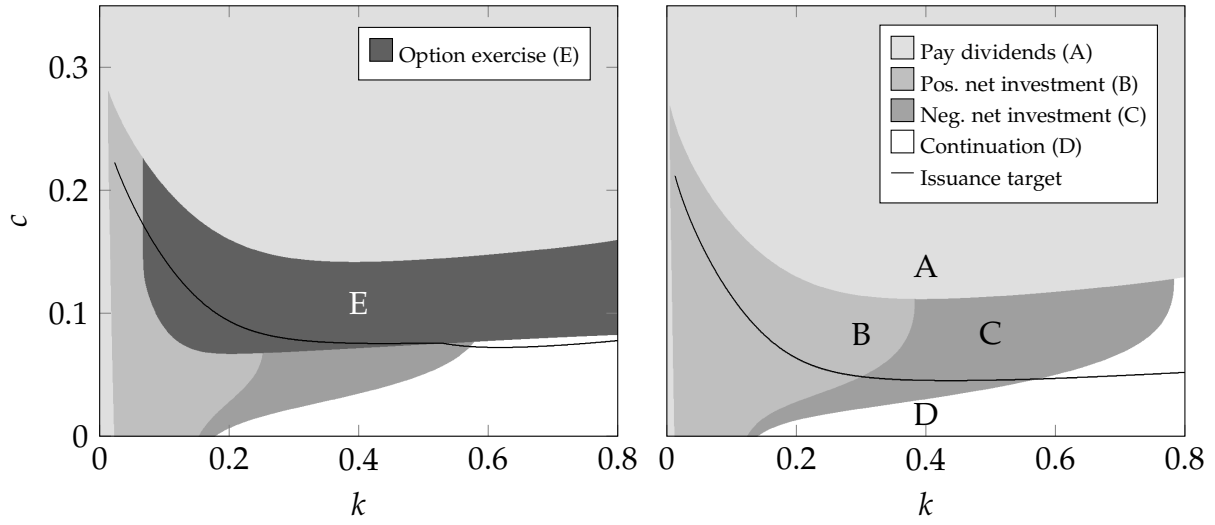 Option exercise (E)
E
0.3
0.2
0.1
0
c
0 0.2 0.4 0.6 0.8
k
Pay dividends (A)
Pos. net investment (B)
Neg. net investment (C)
Continuation (D)
Issuance target
A
B
C
D
0 0.2 0.4 0.6 0.8
k